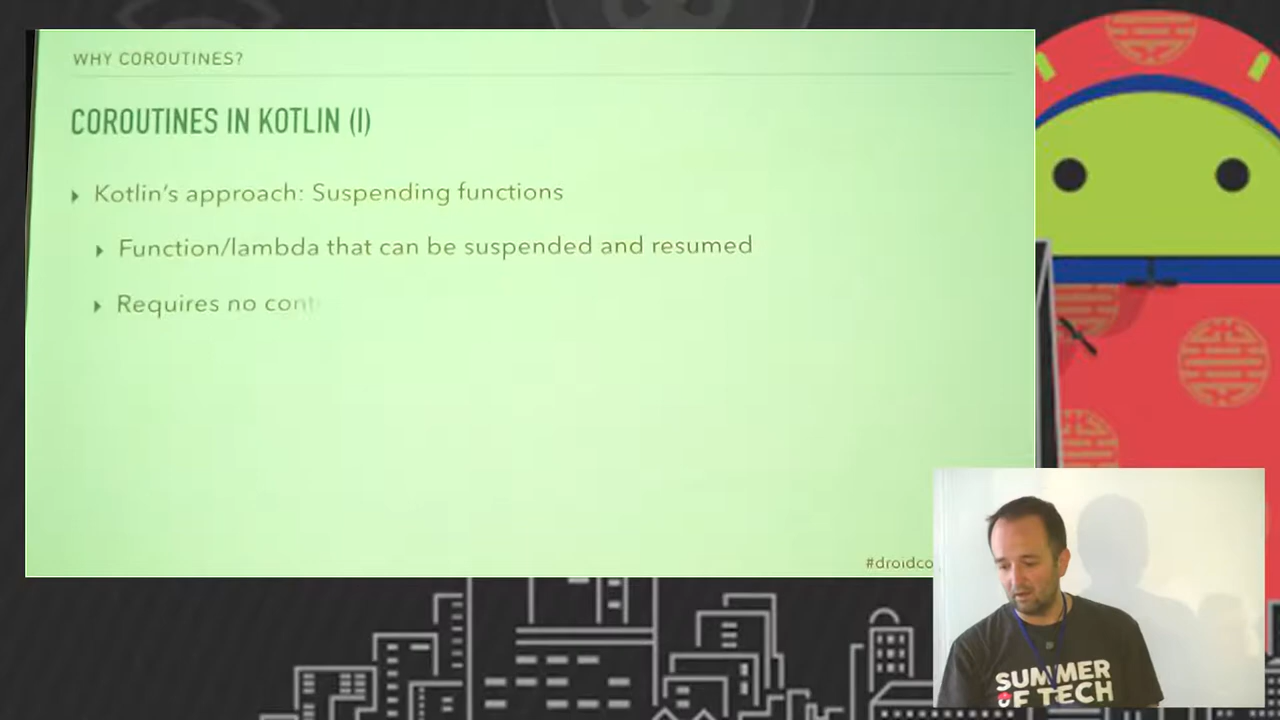 WHY COROUTINES?
COROUTINES IN KOTLIN (I)
Kotlin's approach: Suspending functions
Function/lambda that can be suspended and resumed
Requires no
#droidco
SUMMER
OF TECH